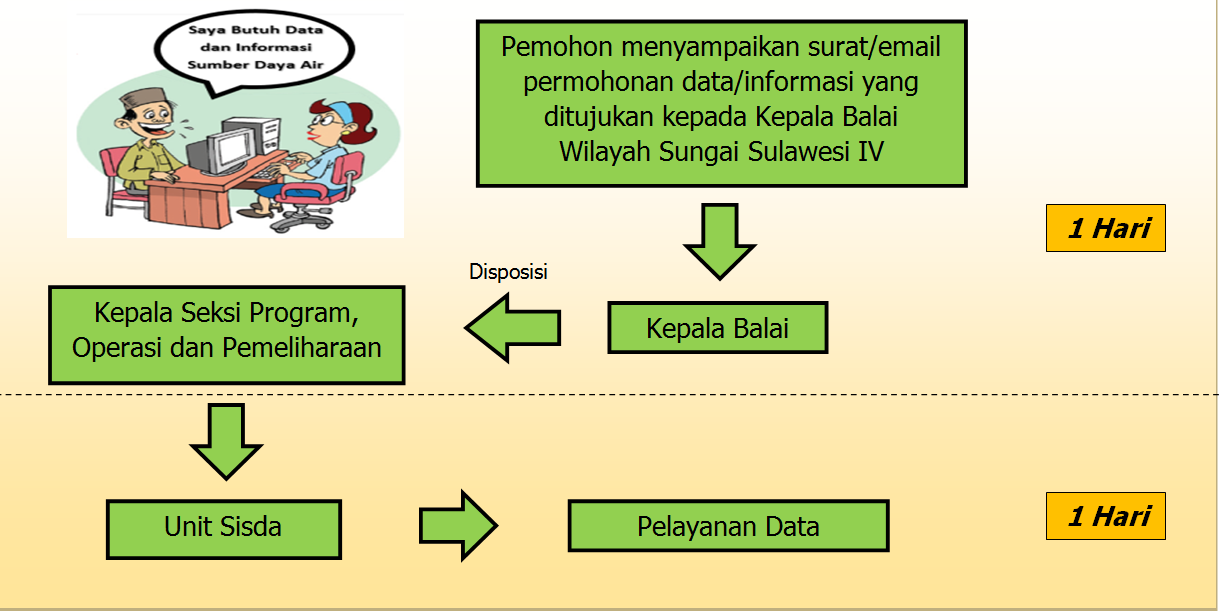 Saya Butuh Data
dan Informasi
Sumber Daya Air
Pemohon menyampaikan surat/email
permohonan data/informasi yang
ditujukan kepada Kepala Balai
Wilayah Sungai Sulawesi IV
1 Hari
Kepala Balai
Disposisi
Kepala Seksi Program,
Operasi dan Pemeliharaan
Unit Sisda
Pelayanan Data
1 Hari